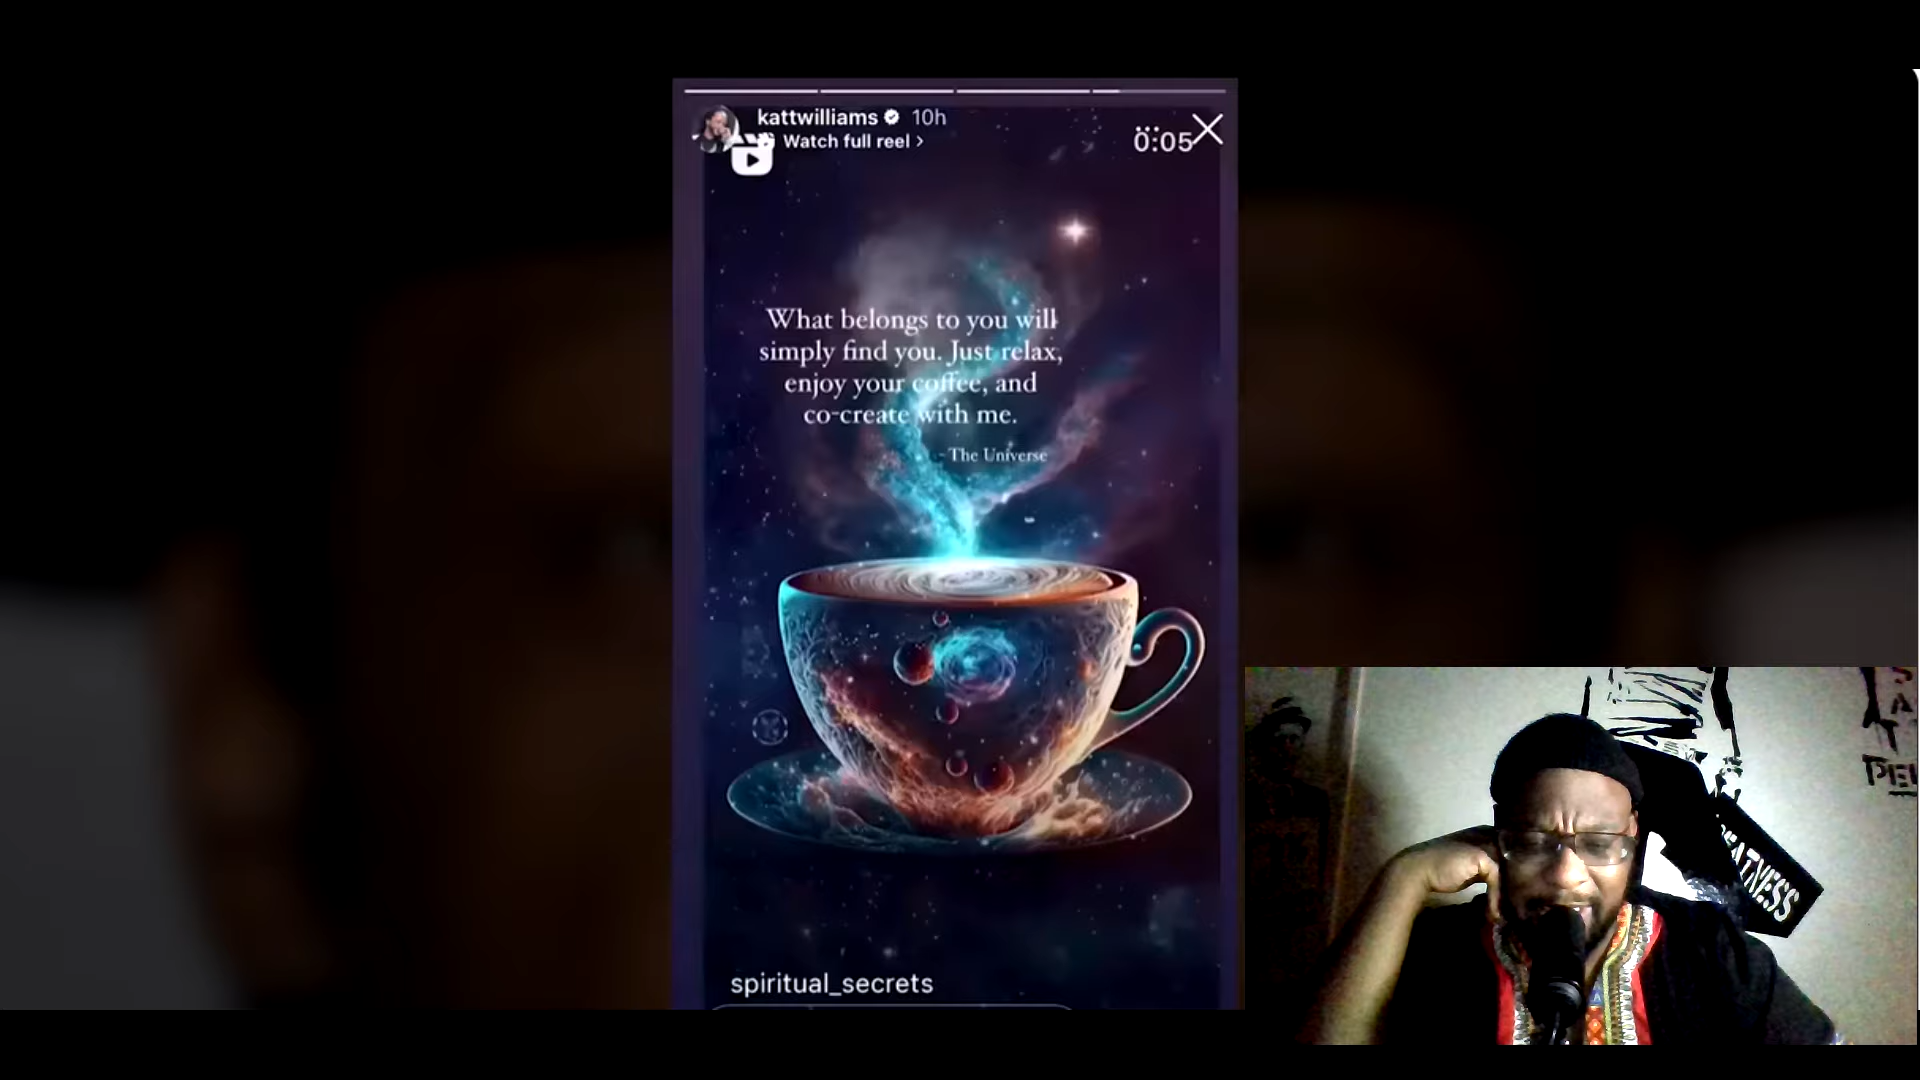 kattwilliams 10h
Watch full reel >
0:05
What belongs to you will
simply find you. Just relax,
enjoy your coffee, and
co-create with me.
- The Universe
spiritual_secrets